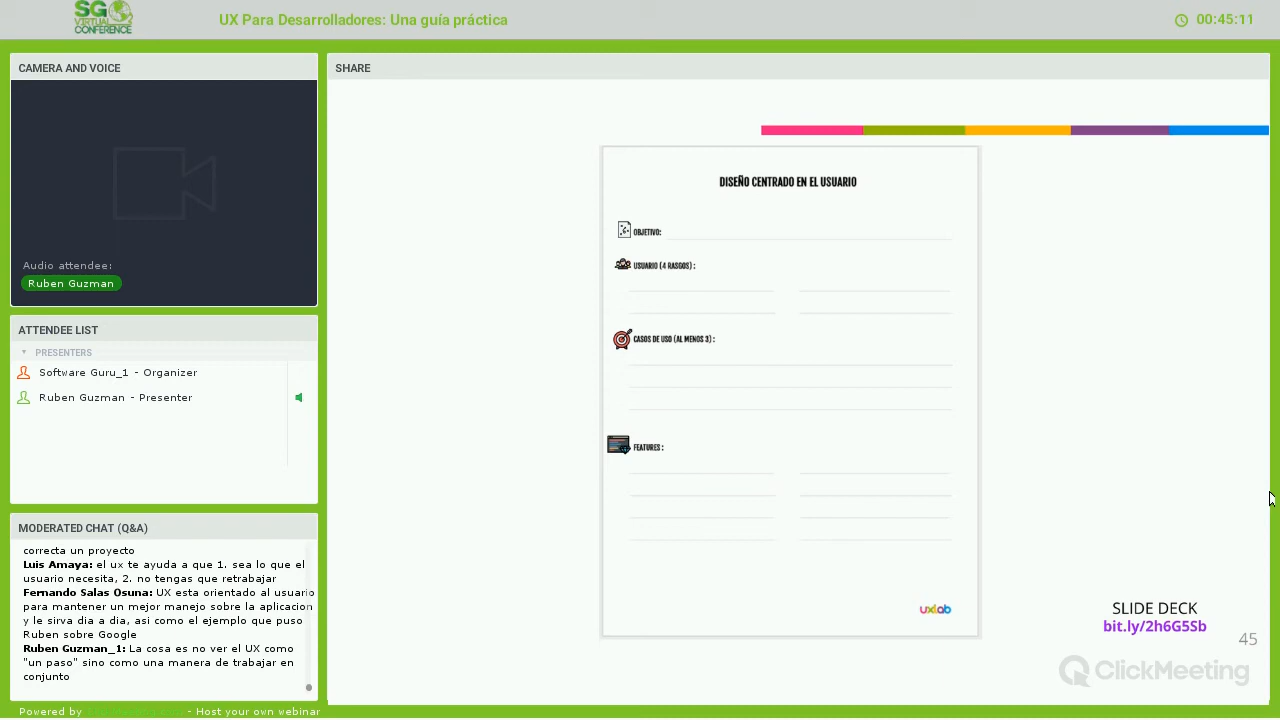 SG
VIRTUAL
CONFERENCE
UX Para Desarrolladores: Una guía práctica
00:45:11
CAMERA AND VOICE
Audio attendee:
Ruben Guzman
ATTENDEE LIST
PRESENTERS
Software Guru_1 - Organizer
Ruben Guzman - Presenter
MODERATED CHAT (Q&A)
correcta un proyecto
Luis Amaya: el ux te ayuda a que 1. sea lo que el
usuario necesita, 2. no tengas que retrabajar
Fernando Salas Osuna: UX esta orientado al usuario
para mantener un mejor manejo sobre la aplicacion
y le sirva dia a dia, asi como el ejemplo que puso
Ruben sobre Google
Ruben Guzman_1: La cosa es no ver el UX como
"un paso" sino como una manera de trabajar en
conjunto
Powered by - Host your own webinar
SHARE
DISEÑO CENTRADO EN EL USUARIO
OBJETIVO:
USUARIO (4 RASGOS) :
CASOS DE USO (AL MENOS 3) :
FEATURES :
uxlab
SLIDE DECK
bit.ly/2h6G5Sb
45
ClickMeeting